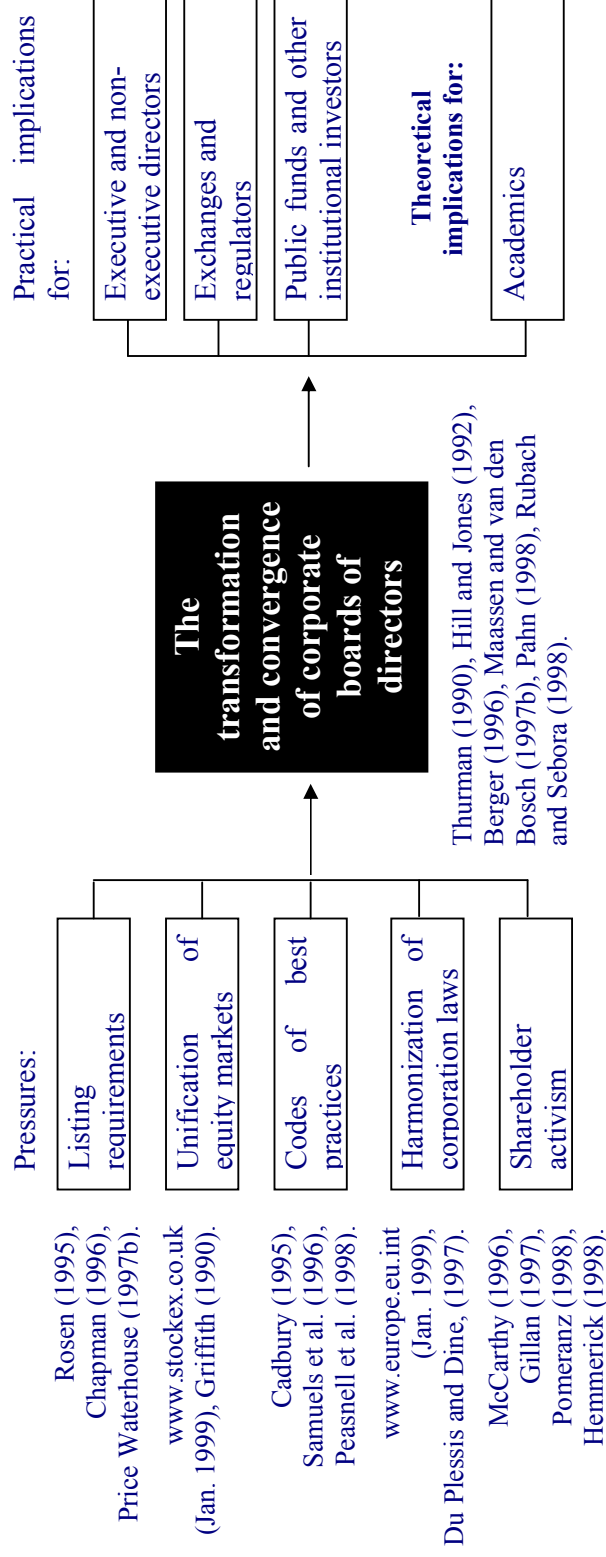 Pressures:
Rosen (1995),
Chapman (1996),
Price Waterhouse (1997b).
Listing
requirements
www.stockex.co.uk
(Jan. 1999), Griffith (1990).
Unification of
equity markets
Cadbury (1995),
Samuels et al. (1996),
Peasnell et al. (1998).
Codes of best
practices
www.europe.eu.int
(Jan. 1999),
Du Plessis and Dine, (1997).
Harmonization of
corporation laws
McCarthy (1996),
Gillan (1997),
Pomeranz (1998),
Hemmerick (1998).
Shareholder
activism
The
transformation
and convergence
of corporate
boards of
directors
Thurman (1990), Hill and Jones (1992),
Berger (1996), Maassen and van den
Bosch (1997b), Pahn (1998), Rubach
and Sebora (1998).
Practical implications
for:
Executive and non-
executive directors
Exchanges and
regulators
Public funds and other
institutional investors
Theoretical
implications for:
Academics